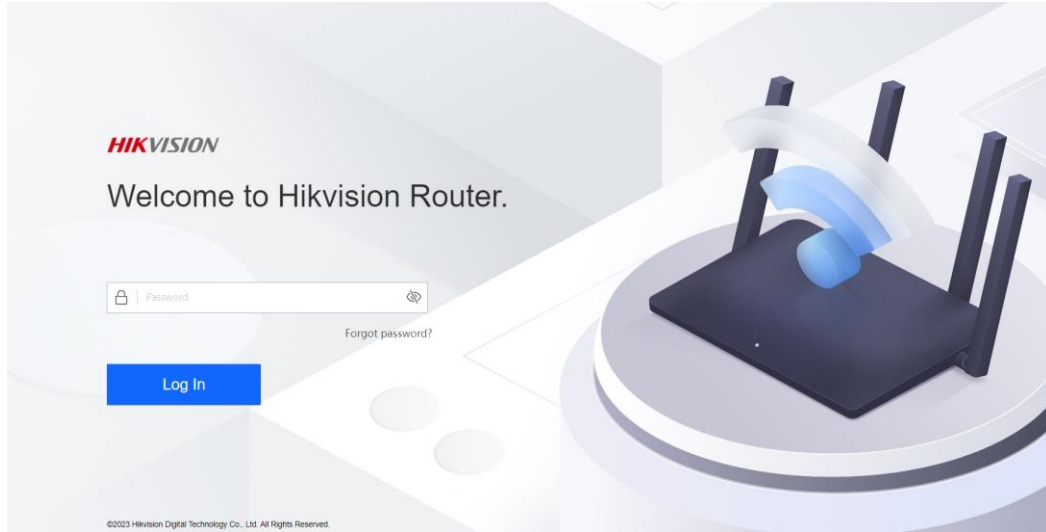 HIKVISION
Welcome to Hikvision Router.
Password
Forgot password?
Log In
©2023 Hikvision Digital Technology Co., Ltd. All Rights Reserved.